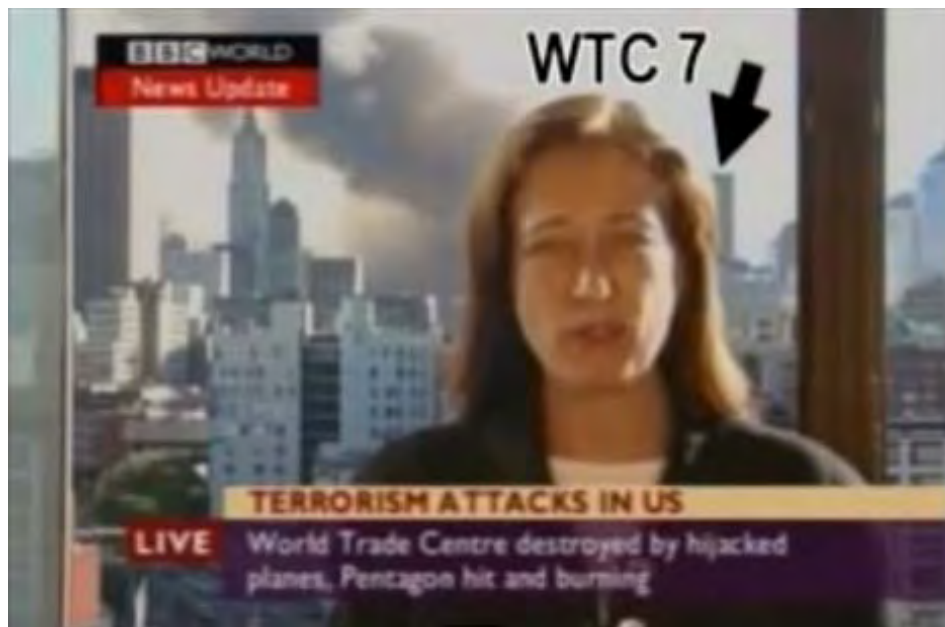 BBC WORLD
News Update
WTC 7
TERRORISM ATTACKS IN US
LIVE
World Trade Centre destroyed by hijacked
planes, Pentagon hit and burning